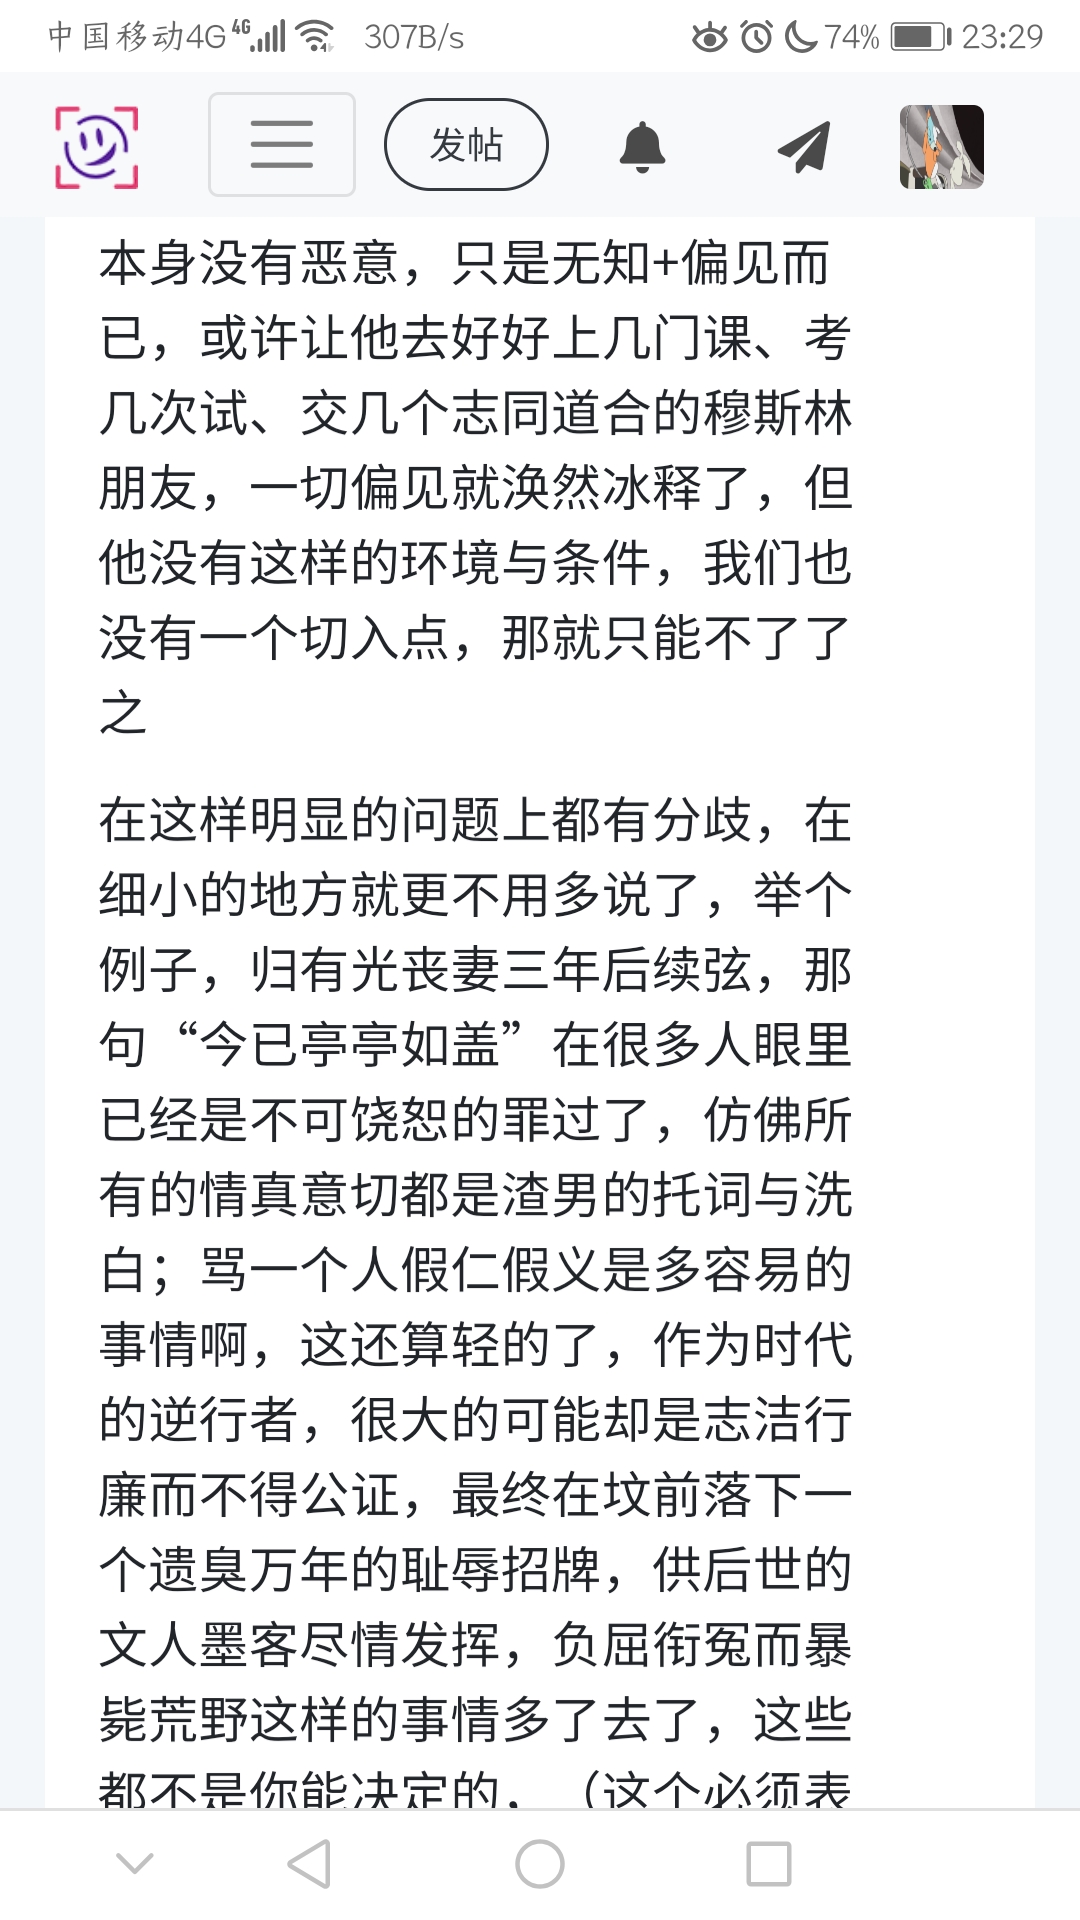 中国移动4G 4G 307B/s 74% 23:29
发帖
本身没有恶意，只是无知+偏见而
已，或许让他去好好上几门课、考
几次试、交几个志同道合的穆斯林
朋友，一切偏见就涣然冰释了，但
他没有这样的环境与条件，我们也
没有一个切入点，那就只能不了了
之
在这样明显的问题上都有分歧，在
细小的地方就更不用多说了，举个
例子，归有光丧妻三年后续弦，那
句“今已亭亭如盖”在很多人眼里
已经是不可饶恕的罪过了，仿佛所
有的情真意切都是渣男的托词与洗
白；骂一个人假仁假义是多容易的
事情啊，这还算轻的了，作为时代
的逆行者，很大的可能却是志洁行
廉而不得公证，最终在坟前落下一
个遗臭万年的耻辱招牌，供后世的
文人墨客尽情发挥，负屈衔冤而暴
毙荒野这样的事情多了去了，这些
都不是你能决定的，（这个必须表